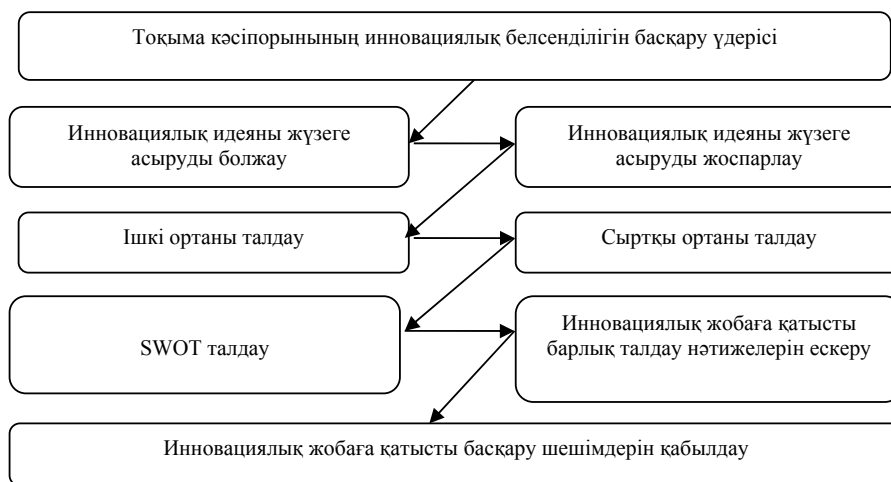 Тоқыма кәсіпорынының инновациялық белсенділігін басқару үдерісі
Инновациялық идеяны жүзеге
асыруды болжау
Инновациялық идеяны жүзеге
асыруды жоспарлау
Ішкі ортаны талдау
Сыртқы ортаны талдау
SWOT талдау
Инновациялық жобаға қатысты
барлық талдау нәтижелерін ескеру
Инновациялық жобаға қатысты басқару шешімдерін қабылдау